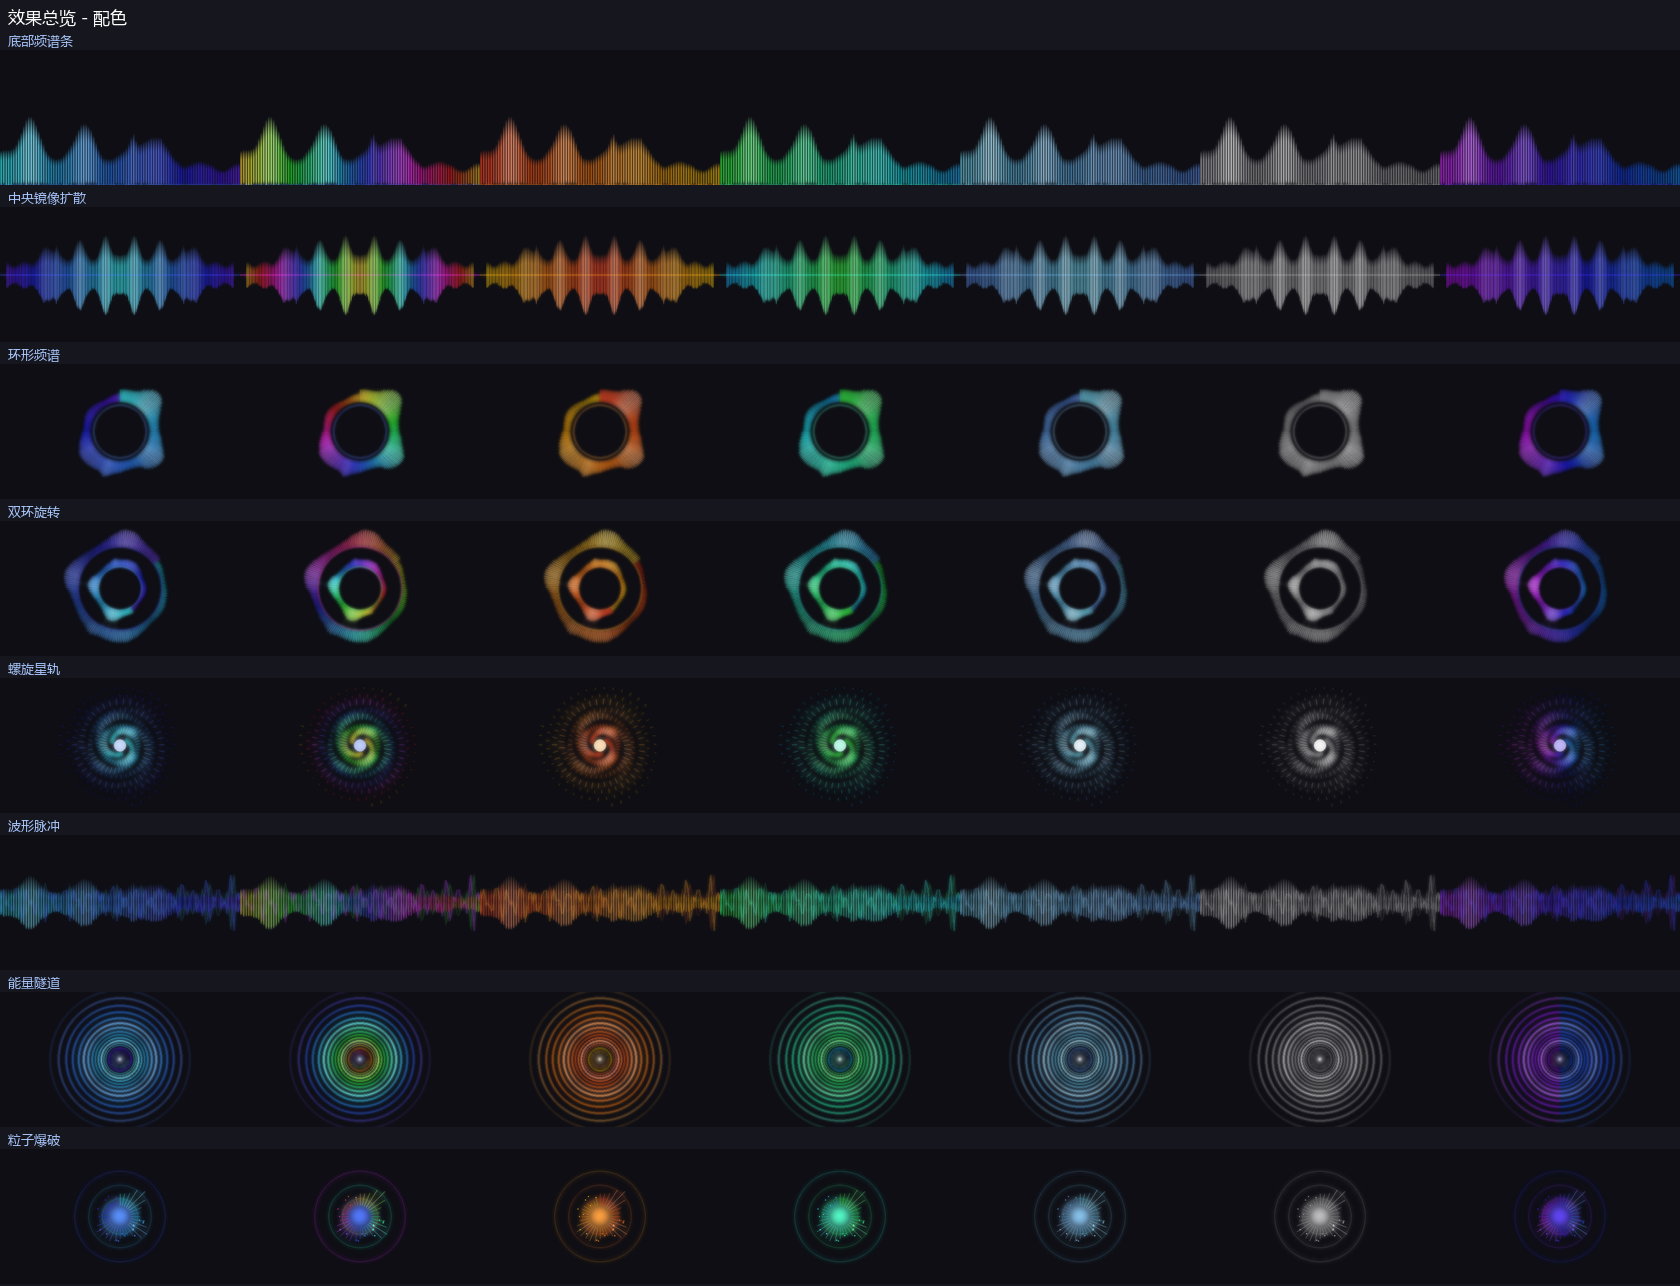 效果总览 - 配色
底部频谱条
中央镜像扩散
环形频谱
双环旋转
螺旋星轨
波形脉冲
能量隧道
粒子爆破